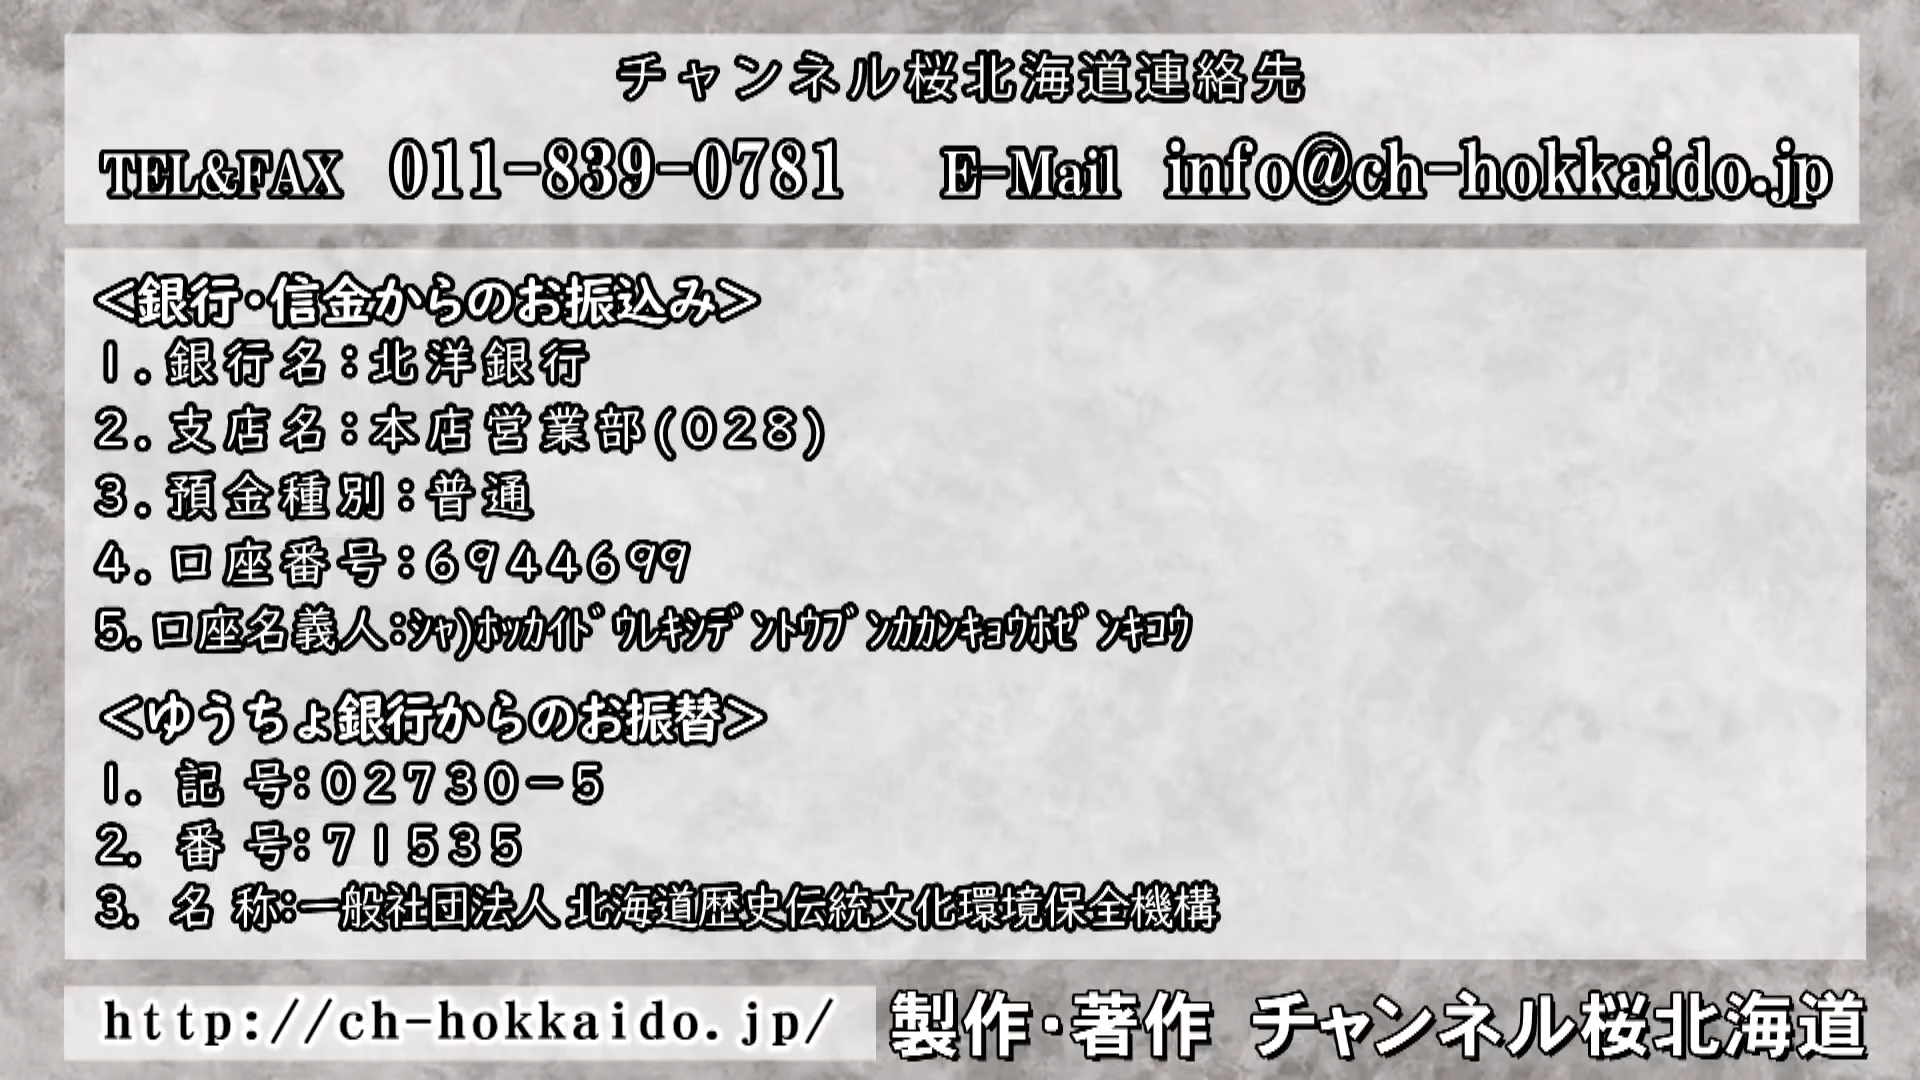 チャンネル桜北海道連絡先
TEL&FAX 011-839-0781 E-Mail info@ch-hokkaido.jp
<銀行・信金からのお振込み>
1.銀行名:北洋銀行
2.支店名:本店営業部(028)
3.預金種別:普通
4.口座番号:6944699
5.口座名義人:ｼｬ)ﾎｯｶｲﾄﾞｳﾚｷｼﾃﾞﾝﾄｳﾌﾞﾝｶｶﾝｷｮｳﾎｾﾞﾝｷｺｳ
<ゆうちょ銀行からのお振替>
1. 記 号:02730-5
2. 番 号:71535
3. 名 称:一般社団法人 北海道歴史伝統文化環境保全機構
http://ch-hokkaido.jp/ 製作・著作 チャンネル桜北海道